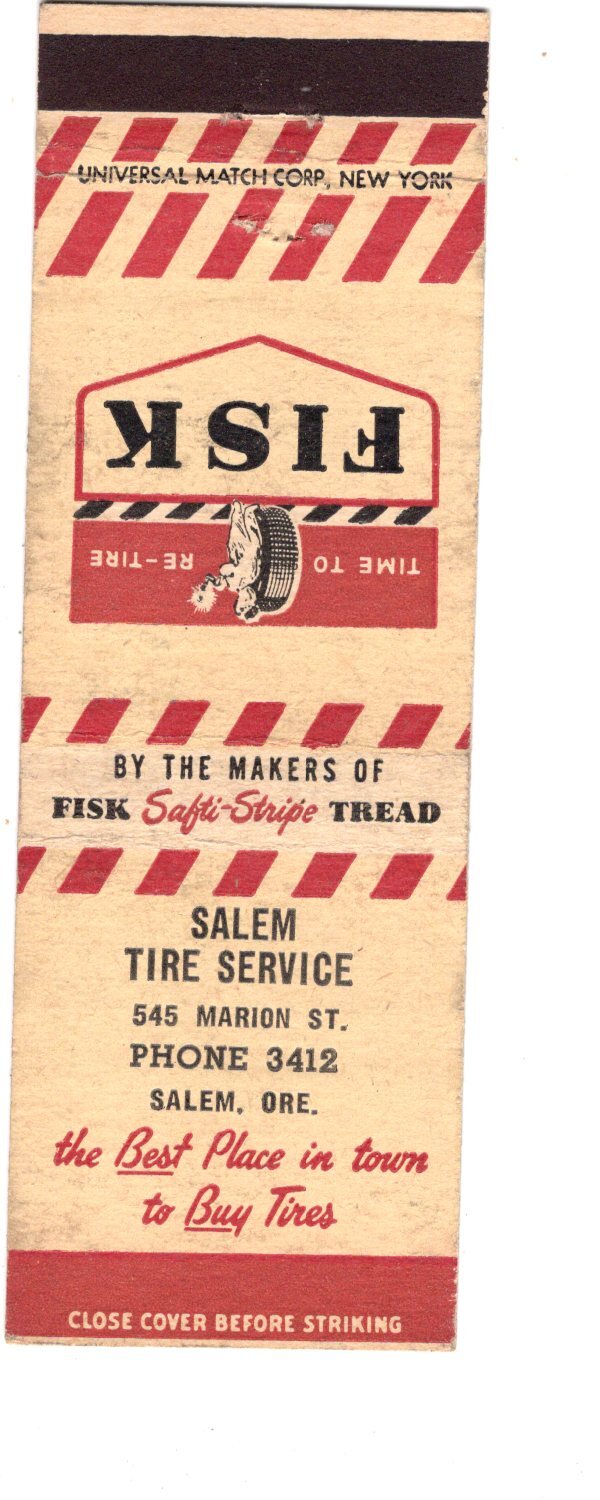 UNIVERSAL MATCH CORP., NEW YORK
FISK
TIME TO RE-TIRE
BY THE MAKERS OF
FISK Safti-Stripe TREAD
SALEM
TIRE SERVICE
545 MARION ST.
PHONE 3412
SALEM, ORE.
the Best Place in town
to Buy Tires
CLOSE COVER BEFORE STRIKING